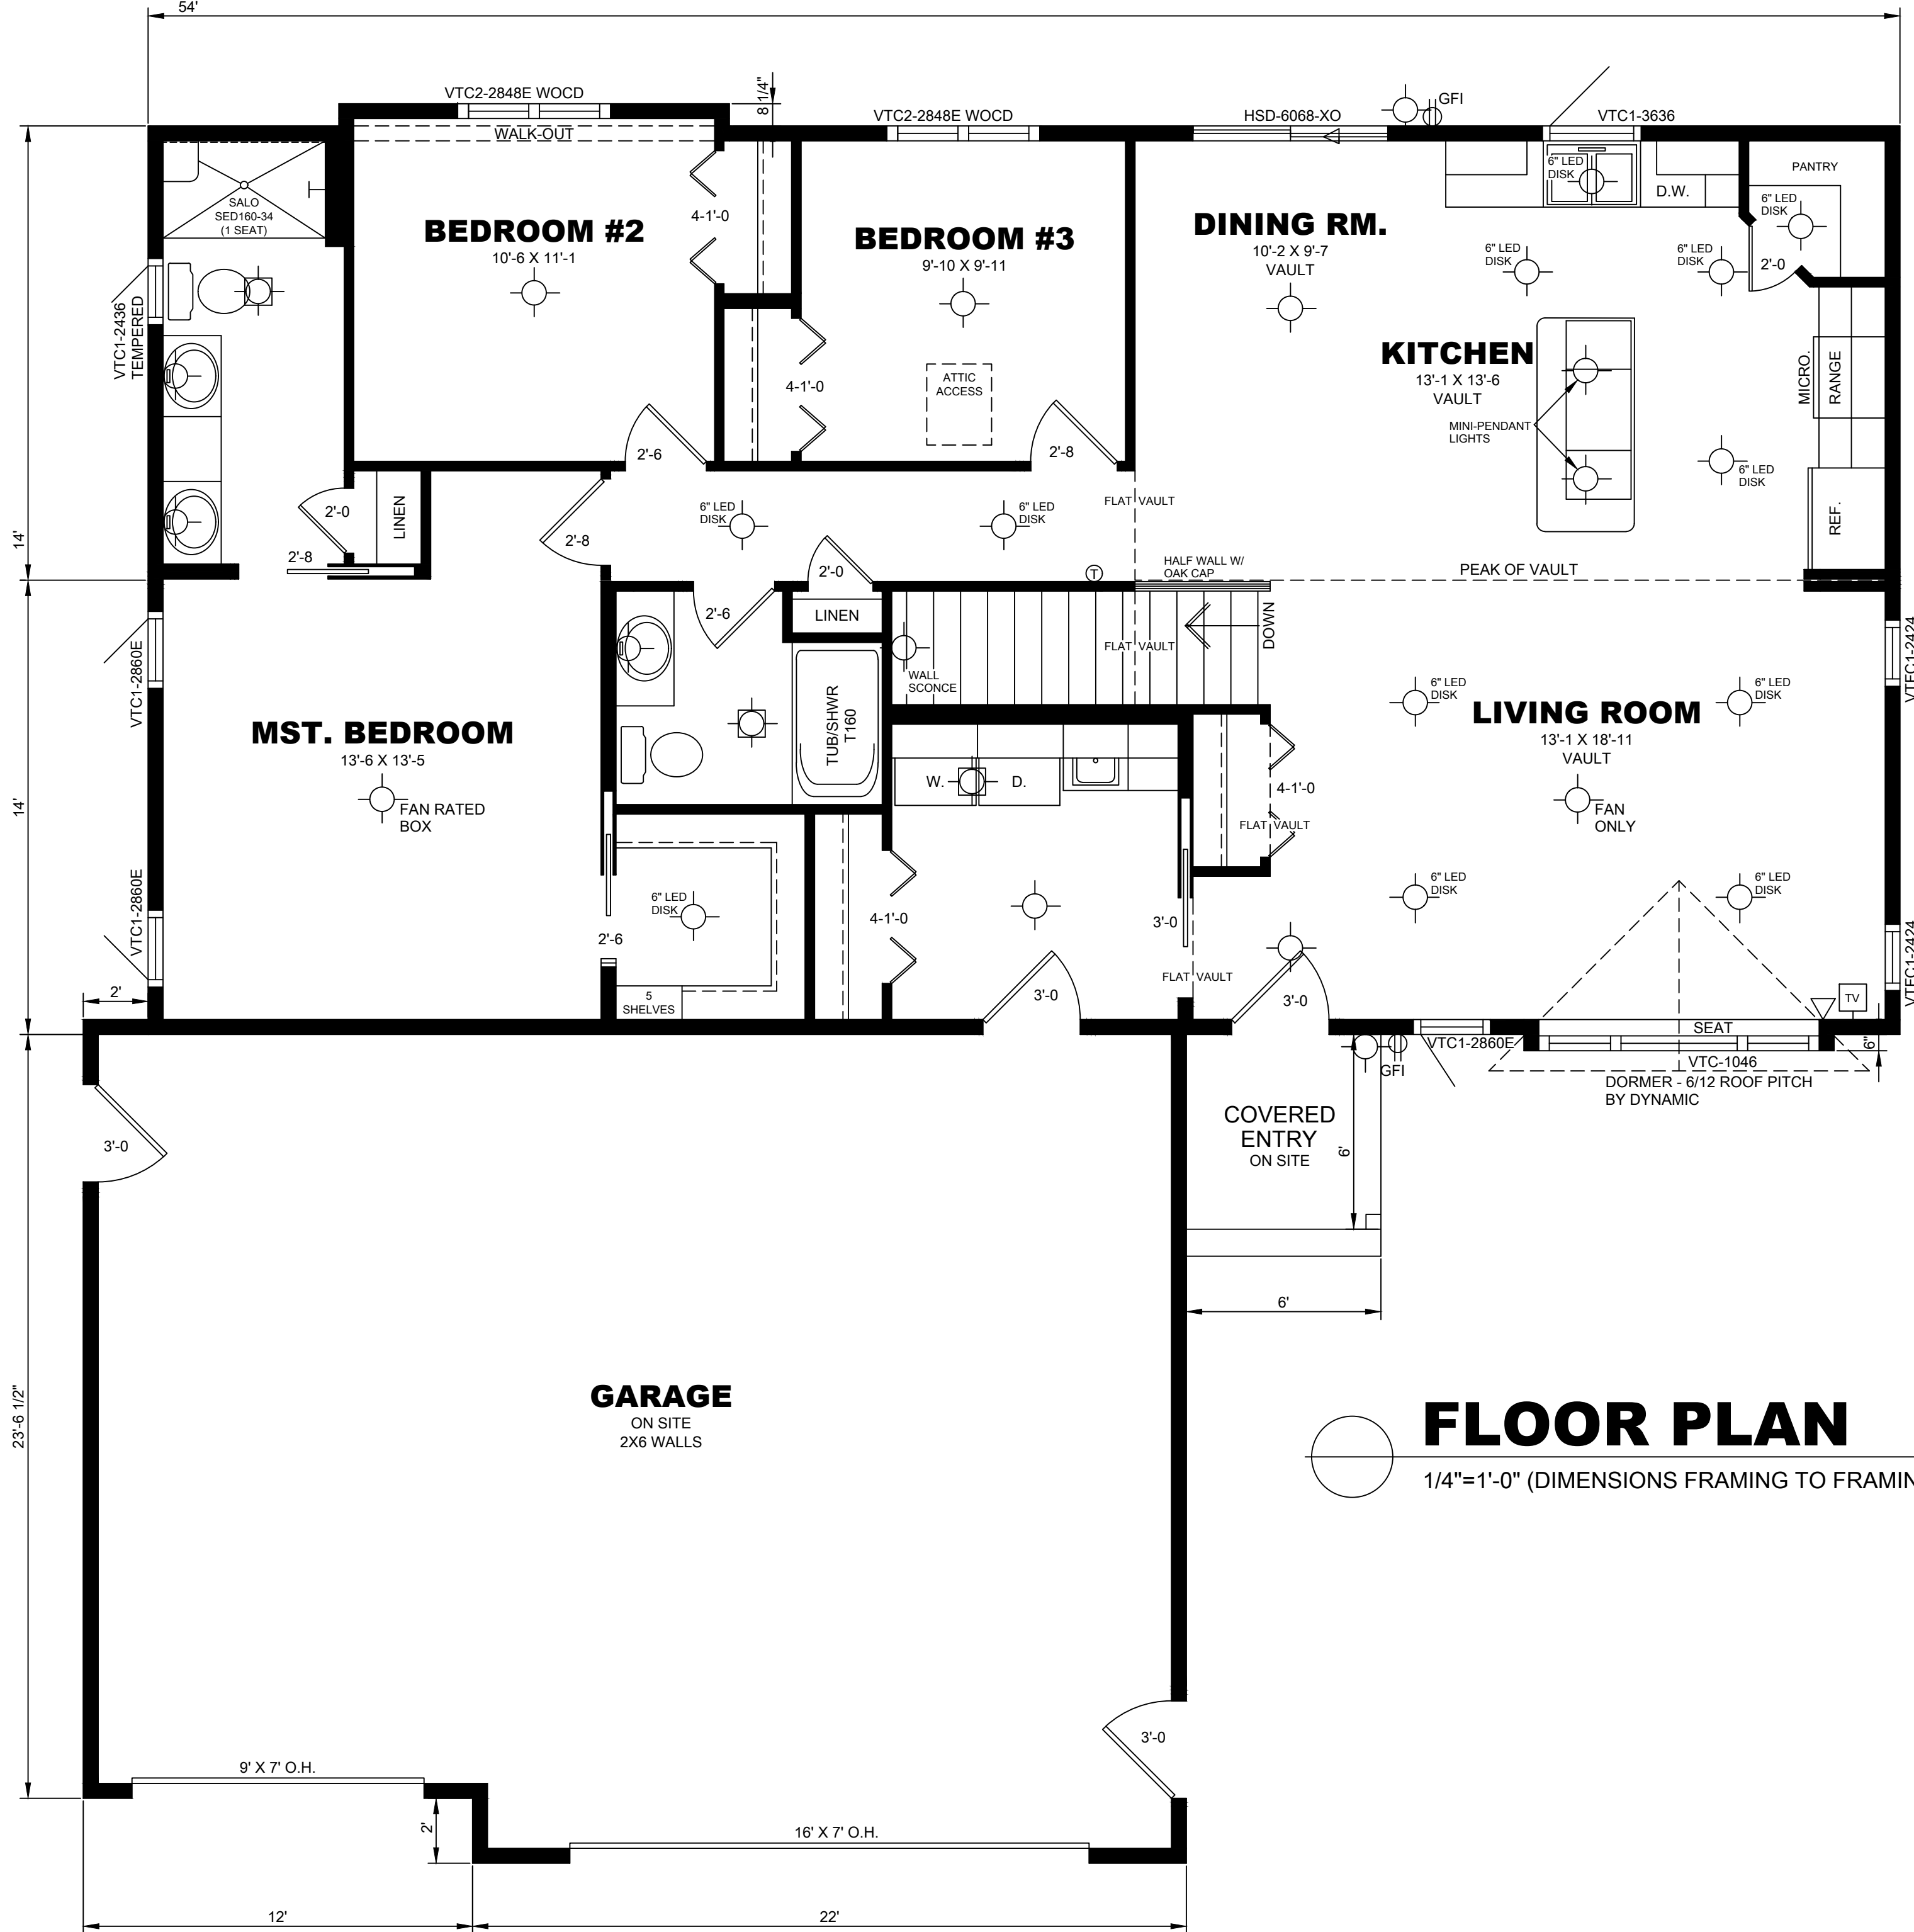 54'
8 1/4"
VTC2-2848E WOCD
VTC2-2848E WOCD
HSD-6068-XO
GFI
VTC1-3636
WALK-OUT
SALO
SED160-34
(1 SEAT)
BEDROOM #2
10'-6 X 11'-1
4-1'-0
BEDROOM #3
9'-10 X 9'-11
DINING RM.
10'-2 X 9'-7
VAULT
6" LED
DISK
D.W.
PANTRY
6" LED
DISK
6" LED
DISK
6" LED
DISK
2'-0
VTC1-2436
TEMPERED
4-1'-0
ATTIC
ACCESS
KITCHEN
13'-1 X 13'-6
VAULT
MINI-PENDANT
LIGHTS
MICRO.
RANGE
6" LED
DISK
REF.
2'-6
2'-8
14'
2'-0
LINEN
2'-8
2'-8
6" LED
DISK
6" LED
DISK
FLAT VAULT
2'-0
T
HALF WALL W/
OAK CAP
PEAK OF VAULT
2'-6
LINEN
DOWN
FLAT VAULT
WALL
SCONCE
VTC1-2860E
VTEC1-2424
MST. BEDROOM
13'-6 X 13'-5
FAN RATED
BOX
TUB/SHWR
T160
W.
D.
4-1'-0
FLAT VAULT
6" LED
DISK
6" LED
DISK
LIVING ROOM
13'-1 X 18'-11
VAULT
FAN
ONLY
14'
6" LED
DISK
6" LED
DISK
VTC1-2860E
6" LED
DISK
2'-6
4-1'-0
3'-0
FLAT VAULT
VTEC1-2424
2'
5
SHELVES
3'-0
3'-0
TV
SEAT
VTC1-2860E
GFI
VTC-1046
6"
DORMER - 6/12 ROOF PITCH
BY DYNAMIC
3'-0
COVERED
ENTRY
ON SITE
6'
6'
23'-6 1/2"
GARAGE
ON SITE
2X6 WALLS
FLOOR PLAN
1/4"=1'-0" (DIMENSIONS FRAMING TO FRAMIN
3'-0
9' X 7' O.H.
2'
16' X 7' O.H.
12'
22'